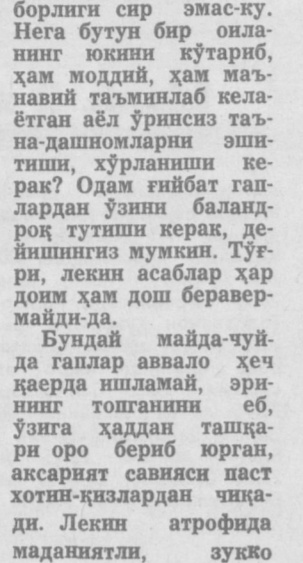 борлиги сир эмас-ку.
Нега бутун бир оила-
нинг юкини кўтариб,
ҳам моддий, ҳам маъ-
навий таъминлаб кела-
ётган аёл ўринсиз таъ-
на-дашномларни эши-
тиши, хўрланиши ке-
рак? Одам ғийбат гап-
лардан ўзини баланд-
роқ тутиши керак, де-
йишингиз мумкин. Тўғ-
ри, лекин асаблар ҳар
доим ҳам дош беравер-
майди-да.
Бундай майда-чуй-
да гаплар аввало ҳеч
қаерда ишламай, эри-
нинг топганини еб,
ўзига ҳаддан ташқа-
ри оро бериб юрган,
аксарият савияси паст
хотин-қизлардан чиқа-
ди. Лекин атрофида
маданиятли, зукко